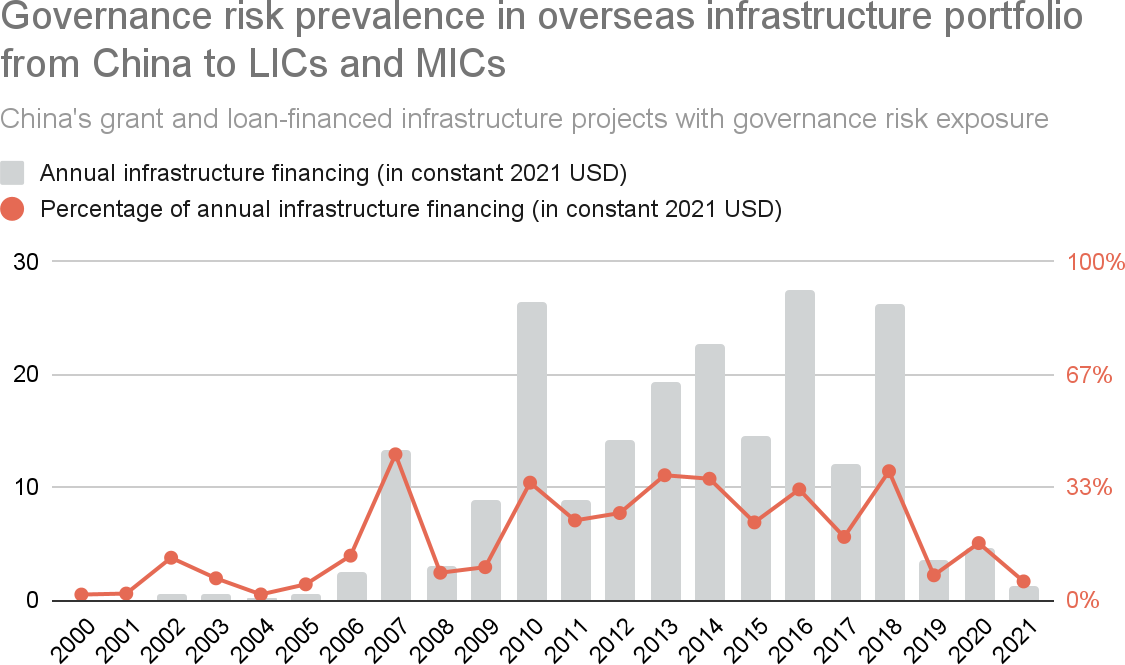 Governance risk prevalence in overseas infrastructure portfolio
from China to LICs and MICs
China's grant and loan-financed infrastructure projects with governance risk exposure
Annual infrastructure financing (in constant 2021 USD)
Percentage of annual infrastructure financing (in constant 2021 USD)
30 100%
20 67%
10 33%
0 0%
2000 2001 2002 2003 2004 2005 2006 2007 2008 2009 2010 2011 2012 2013 2014 2015 2016 2017 2018 2019 2020 2021